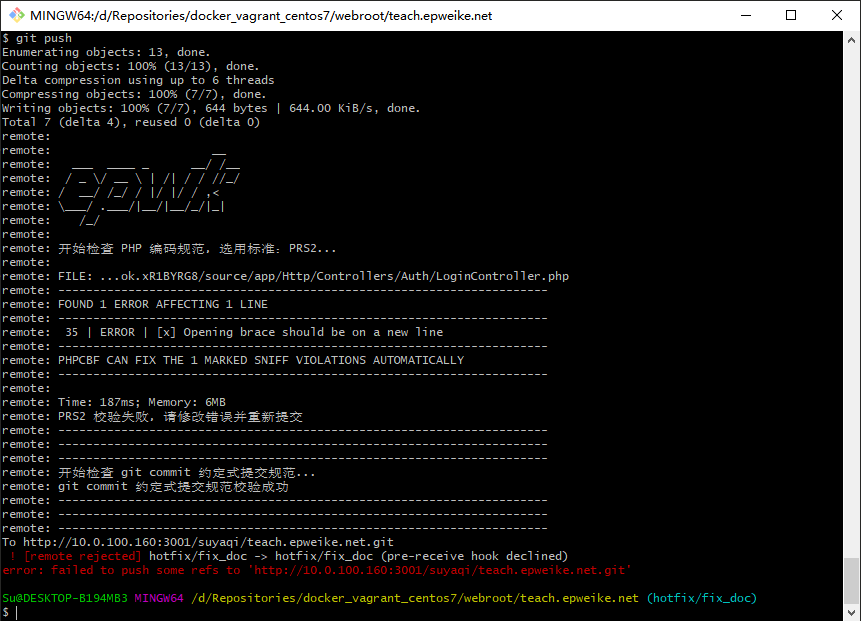 MINGW64:/d/Repositories/docker_vagrant_centos7/webroot/teach.epweike.net
$ git push
Enumerating objects: 13, done.
Counting objects: 100% (13/13), done.
Delta compression using up to 6 threads
Compressing objects: 100% (7/7), done.
Writing objects: 100% (7/7), 644 bytes | 644.00 KiB/s, done.
Total 7 (delta 4), reused 0 (delta 0)
remote:
remote:                       __
remote:   ___  ____ _      __/ /__
remote:  / _ \/ __ \ | /| / / //_/
remote: /  __/ /_/ / |/ |/ / ,<
remote: \___/ .___/|__/|__/_/|_|
remote:    /_/
remote:
remote: 开始检查 PHP 编码规范, 选用标准: PRS2...
remote:
remote: FILE: ...ok.xR1BYRG8/source/app/Http/Controllers/Auth/LoginController.php
remote: ----------------------------------------------------------------------
remote: FOUND 1 ERROR AFFECTING 1 LINE
remote: ----------------------------------------------------------------------
remote:  35 | ERROR | [x] Opening brace should be on a new line
remote: ----------------------------------------------------------------------
remote: PHPCBF CAN FIX THE 1 MARKED SNIFF VIOLATIONS AUTOMATICALLY
remote: ----------------------------------------------------------------------
remote:
remote: Time: 187ms; Memory: 6MB
remote: PRS2 校验失败, 请修改错误并重新提交
remote: ----------------------------------------------------------------------
remote: ----------------------------------------------------------------------
remote: ----------------------------------------------------------------------
remote: 开始检查 git commit 约定式提交规范...
remote: git commit 约定式提交规范校验成功
remote: ----------------------------------------------------------------------
remote: ----------------------------------------------------------------------
remote: ----------------------------------------------------------------------
To http://10.0.100.160:3001/suyaqi/teach.epweike.net.git
 ! [remote rejected] hotfix/fix_doc -> hotfix/fix_doc (pre-receive hook declined)
error: failed to push some refs to 'http://10.0.100.160:3001/suyaqi/teach.epweike.net.git'
Su@DESKTOP-B194MB3 MINGW64 /d/Repositories/docker_vagrant_centos7/webroot/teach.epweike.net (hotfix/fix_doc)
$